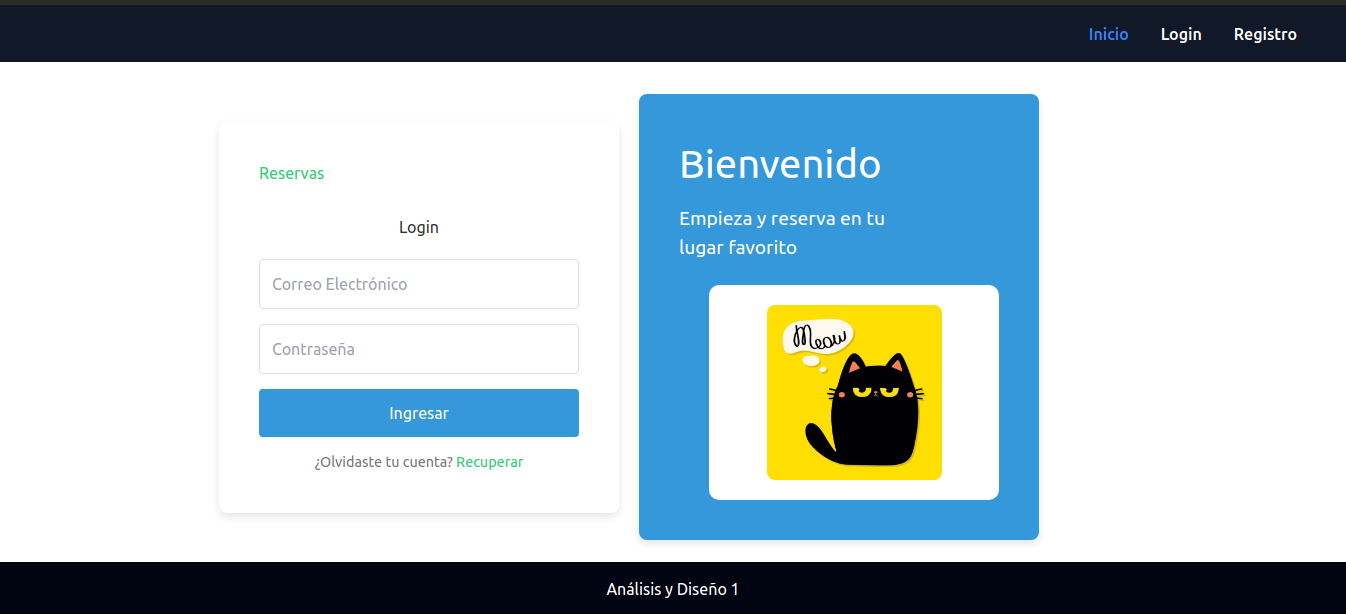 Inicio
Login
Registro
Reservas
Login
Correo Electrónico
Contraseña
Ingresar
¿Olvidaste tu cuenta? Recuperar
Bienvenido
Empieza y reserva en tu
lugar favorito
Meow
Análisis y Diseño 1